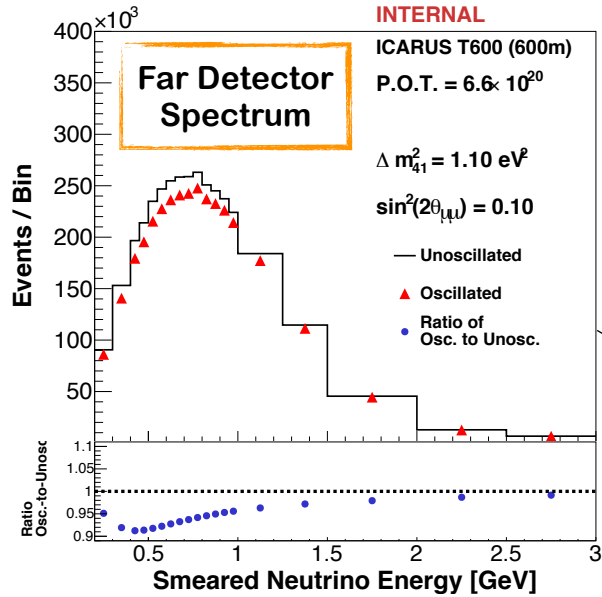 INTERNAL
×10³
ICARUS T600 (600m)
P.O.T. = 6.6× 10²⁰
Far Detector
Spectrum
Δ m²₄₁ = 1.10 eV²
sin²(2θμμ) = 0.10
Unoscillated
Oscillated
Ratio of
Osc. to Unosc.
Events / Bin
400
350
300
250
200
150
100
50
Ratio
Osc.-to-Unosc
1.1
1.05
1
0.95
0.9
0.5 1 1.5 2 2.5 3
Smeared Neutrino Energy [GeV]